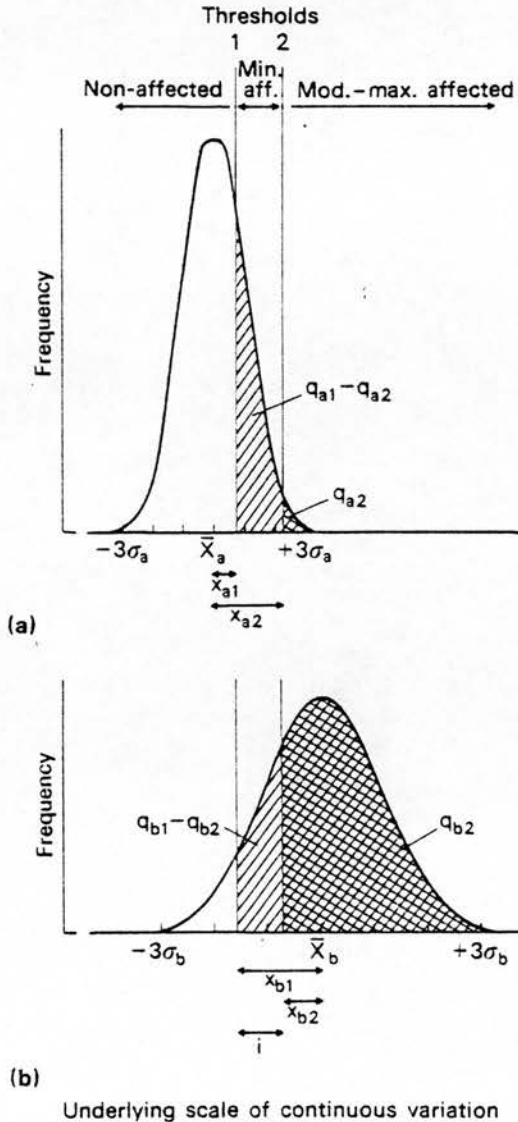 Thresholds
1 2
Min.
Non-affected aff. Mod.-max. affected
Frequency
q_a1 – q_a2
q_a2
−3σ_a X̄_a +3σ_a
x_a1
x_a2
(a)
Frequency
q_b1 – q_b2
q_b2
−3σ_b X̄_b +3σ_b
x_b1
x_b2
i
(b)
Underlying scale of continuous variation